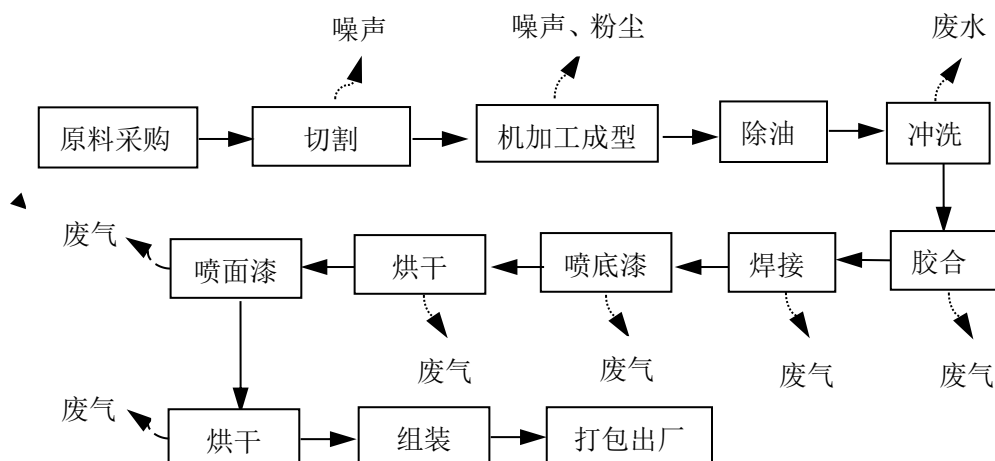 噪声
噪声、粉尘
废水
原料采购
切割
机加工成型
除油
冲洗
废气
喷面漆
烘干
喷底漆
焊接
胶合
废气
废气
废气
废气
废气
烘干
组装
打包出厂